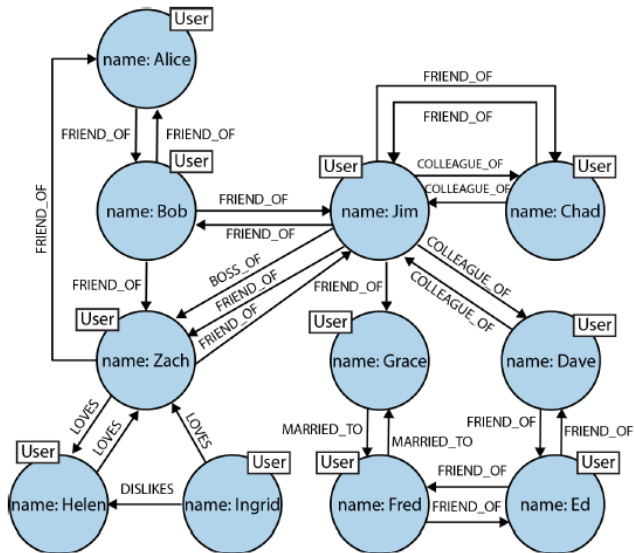 User
name: Alice
FRIEND_OF
FRIEND_OF
FRIEND_OF
FRIEND_OF
FRIEND_OF
User
name: Bob
FRIEND_OF
FRIEND_OF
User
name: Jim
COLLEAGUE_OF
COLLEAGUE_OF
User
name: Chad
FRIEND_OF
BOSS_OF
FRIEND_OF
FRIEND_OF
FRIEND_OF
COLLEAGUE_OF
COLLEAGUE_OF
User
name: Zach
User
name: Grace
User
name: Dave
LOVES
LOVES
LOVES
MARRIED_TO
MARRIED_TO
FRIEND_OF
FRIEND_OF
User
name: Helen
DISLIKES
User
name: Ingrid
User
name: Fred
FRIEND_OF
FRIEND_OF
User
name: Ed